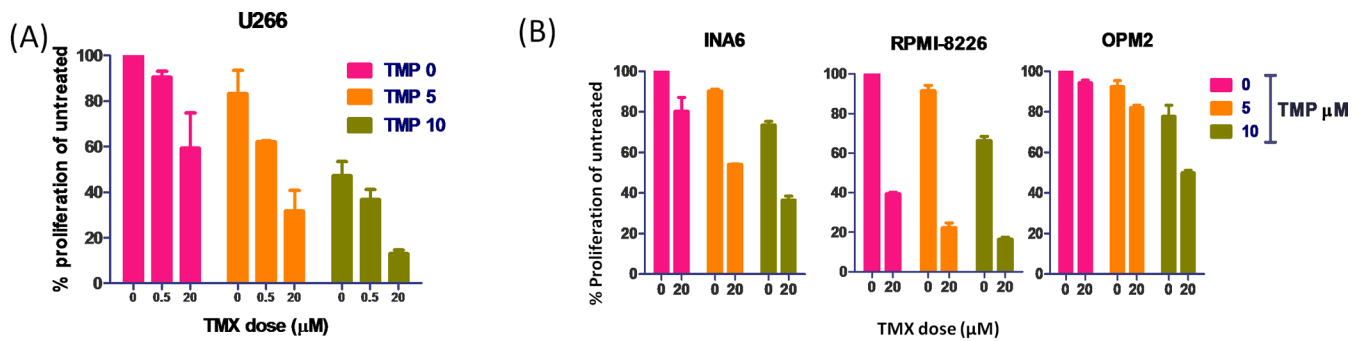 (A)
U266
% proliferation of untreated
100
80
60
40
20
0
TMP 0
TMP 5
TMP 10
0 0.5 20 0 0.5 20 0 0.5 20
TMX dose (µM)
(B)
INA6
RPMI-8226
OPM2
% Proliferation of untreated
100
80
60
40
20
0
0 20 0 20 0 20
100
80
60
40
20
0
0 20 0 20 0 20
100
80
60
40
20
0
0 20 0 20 0 20
TMX dose (µM)
0
5
10
TMP µM